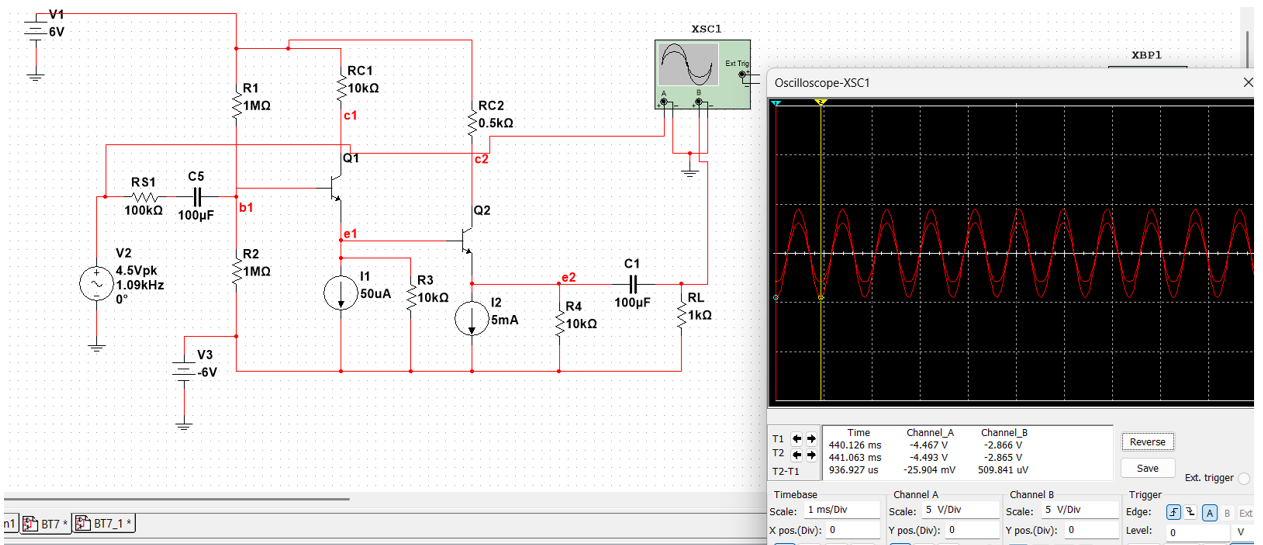 V1
6V
XSC1
Ext Trig
A
B
XBP1
R1
1MΩ
RC1
10kΩ
c1
RC2
0.5kΩ
c2
Q1
RS1
100kΩ
C5
100µF
b1
e1
Q2
V2
4.5Vpk
1.09kHz
0°
R2
1MΩ
I1
50uA
R3
10kΩ
I2
5mA
e2
C1
100µF
R4
10kΩ
RL
1kΩ
V3
-6V
n1
BT7 *
BT7_1 *
Oscilloscope-XSC1
1
2
Time Channel_A Channel_B
T1 440.126 ms -4.467 V -2.866 V
T2 441.063 ms -4.493 V -2.865 V
T2-T1 936.927 us -25.904 mV 509.841 uV
Reverse
Save
Ext. trigger
Timebase
Scale: 1 ms/Div
X pos.(Div): 0
Channel A
Scale: 5 V/Div
Y pos.(Div): 0
Channel B
Scale: 5 V/Div
Y pos.(Div): 0
Trigger
Edge: A B Ext
Level: 0 V